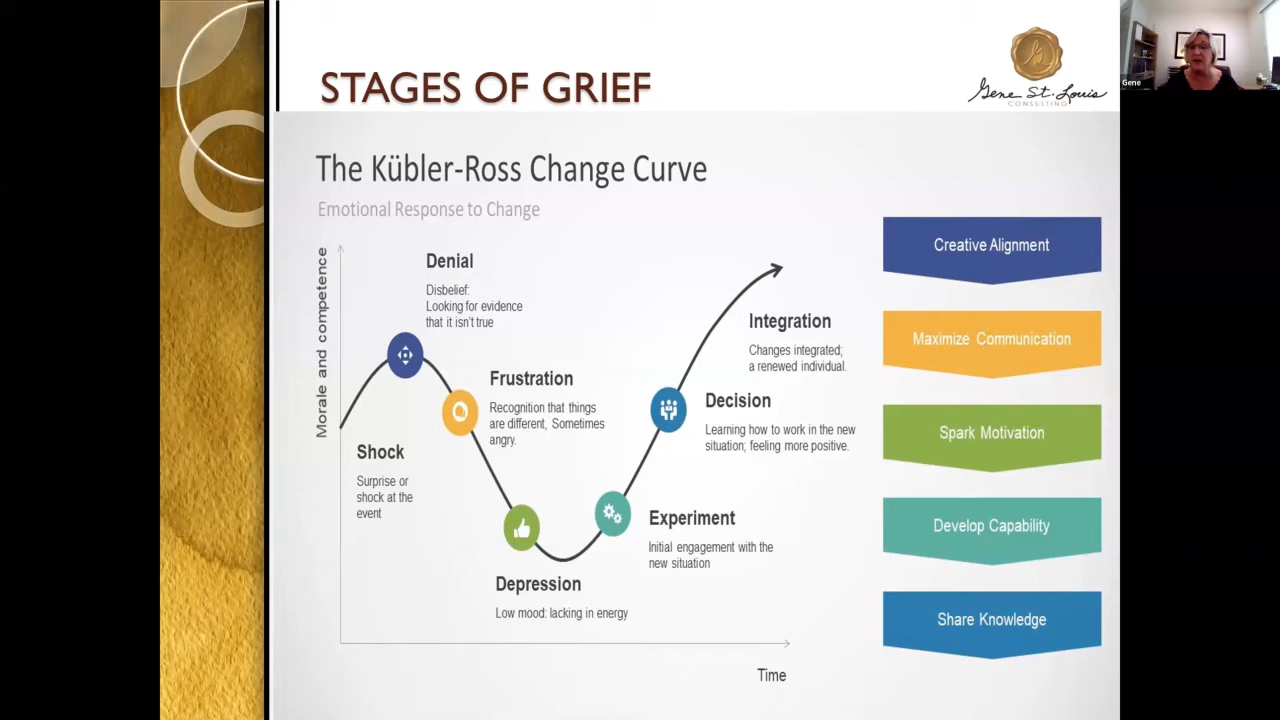 STAGES OF GRIEF
Gene St. Louis
CONSULTING
Gene
The Kübler-Ross Change Curve
Emotional Response to Change
Morale and competence
Denial
Disbelief:
Looking for evidence
that it isn't true
Frustration
Recognition that things
are different, Sometimes
angry.
Shock
Surprise or
shock at the
event
Depression
Low mood: lacking in energy
Experiment
Initial engagement with the
new situation
Decision
Learning how to work in the new
situation; feeling more positive.
Integration
Changes integrated;
a renewed individual.
Time
Creative Alignment
Maximize Communication
Spark Motivation
Develop Capability
Share Knowledge